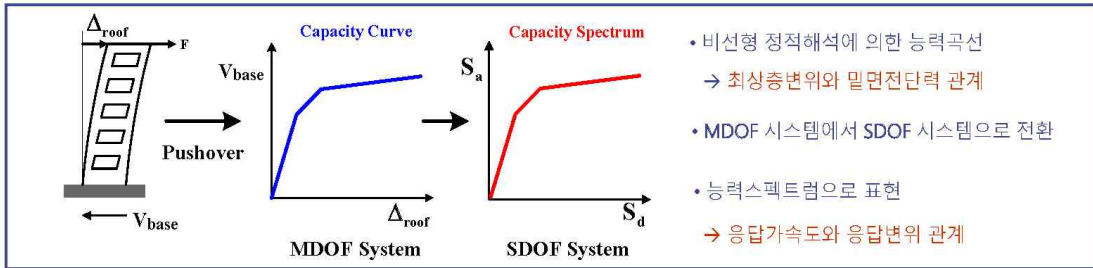 Δroof
F
Vbase
Pushover
Capacity Curve
Vbase
Δroof
MDOF System
Capacity Spectrum
Sa
Sd
SDOF System
• 비선형 정적해석에 의한 능력곡선
→ 최상층변위와 밑면전단력 관계
• MDOF 시스템에서 SDOF 시스템으로 전환
• 능력스펙트럼으로 표현
→ 응답가속도와 응답변위 관계